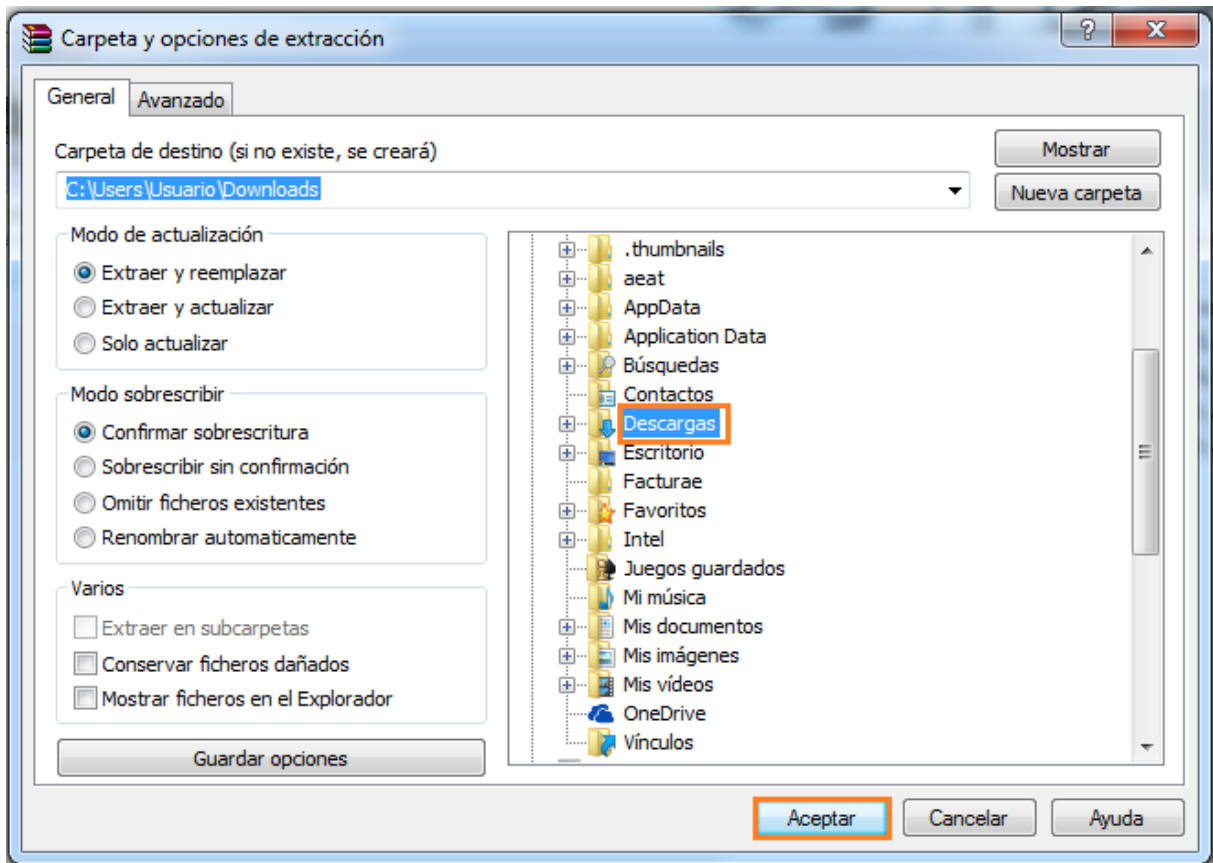 Carpeta y opciones de extracción
General
Avanzado
Carpeta de destino (si no existe, se creará)
Mostrar
C:\Users\Usuario\Downloads
Nueva carpeta
Modo de actualización
Extraer y reemplazar
Extraer y actualizar
Solo actualizar
Modo sobrescribir
Confirmar sobrescritura
Sobrescribir sin confirmación
Omitir ficheros existentes
Renombrar automaticamente
Varios
Extraer en subcarpetas
Conservar ficheros dañados
Mostrar ficheros en el Explorador
Guardar opciones
.thumbnails
aeat
AppData
Application Data
Búsquedas
Contactos
Descargas
Escritorio
Facturae
Favoritos
Intel
Juegos guardados
Mi música
Mis documentos
Mis imágenes
Mis vídeos
OneDrive
Vínculos
Aceptar
Cancelar
Ayuda